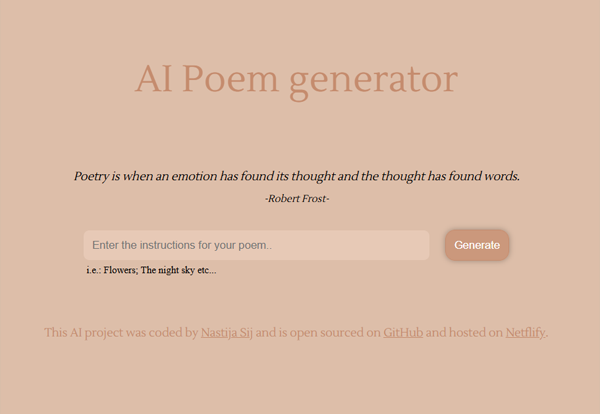 AI Poem generator
Poetry is when an emotion has found its thought and the thought has found words.
-Robert Frost-
Enter the instructions for your poem..
Generate
i.e.: Flowers; The night sky etc...
This AI project was coded by Nastija Sij and is open sourced on GitHub and hosted on Netflify.